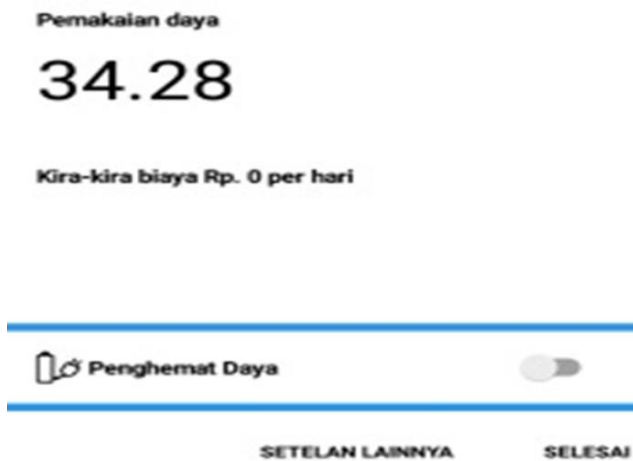 Pemakaian daya
34.28
Kira-kira biaya Rp. 0 per hari
Penghemat Daya
SETELAN LAINNYA SELESAI